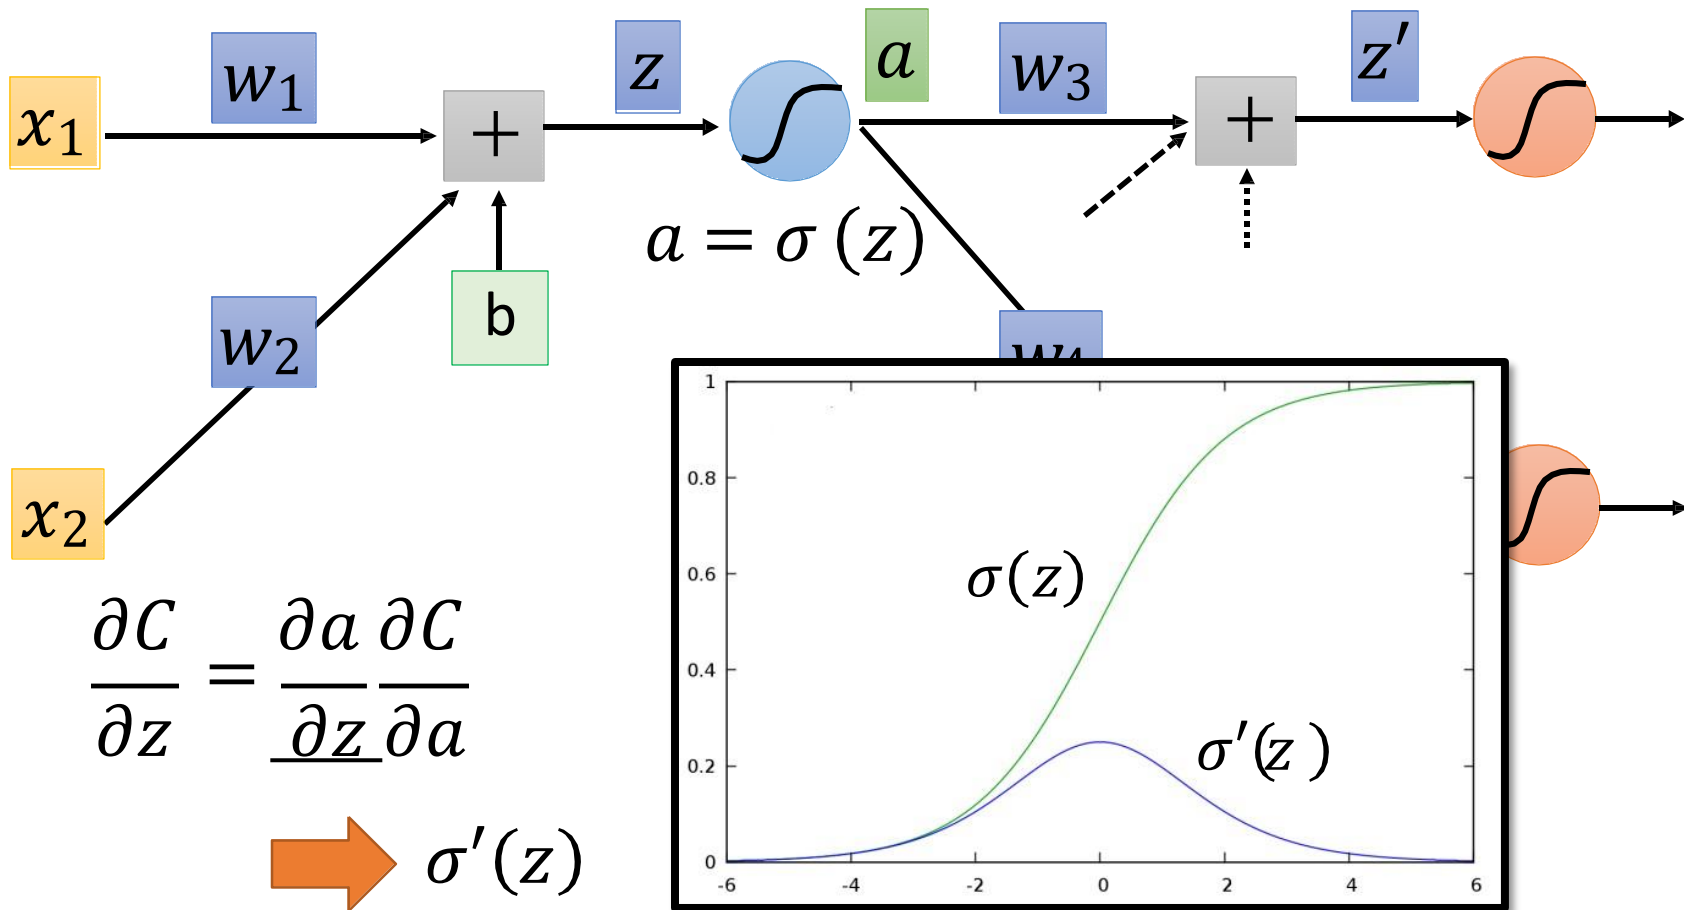 x₁
w₁
+
z
a
w₃
+
z′
a = σ (z)
b
w₂
w₄
x₂
∂C/∂z = ∂a/∂z ∂C/∂a
σ′(z)
1
0.8
0.6
0.4
0.2
0
-6 -4 -2 0 2 4 6
σ(z)
σ′(z )